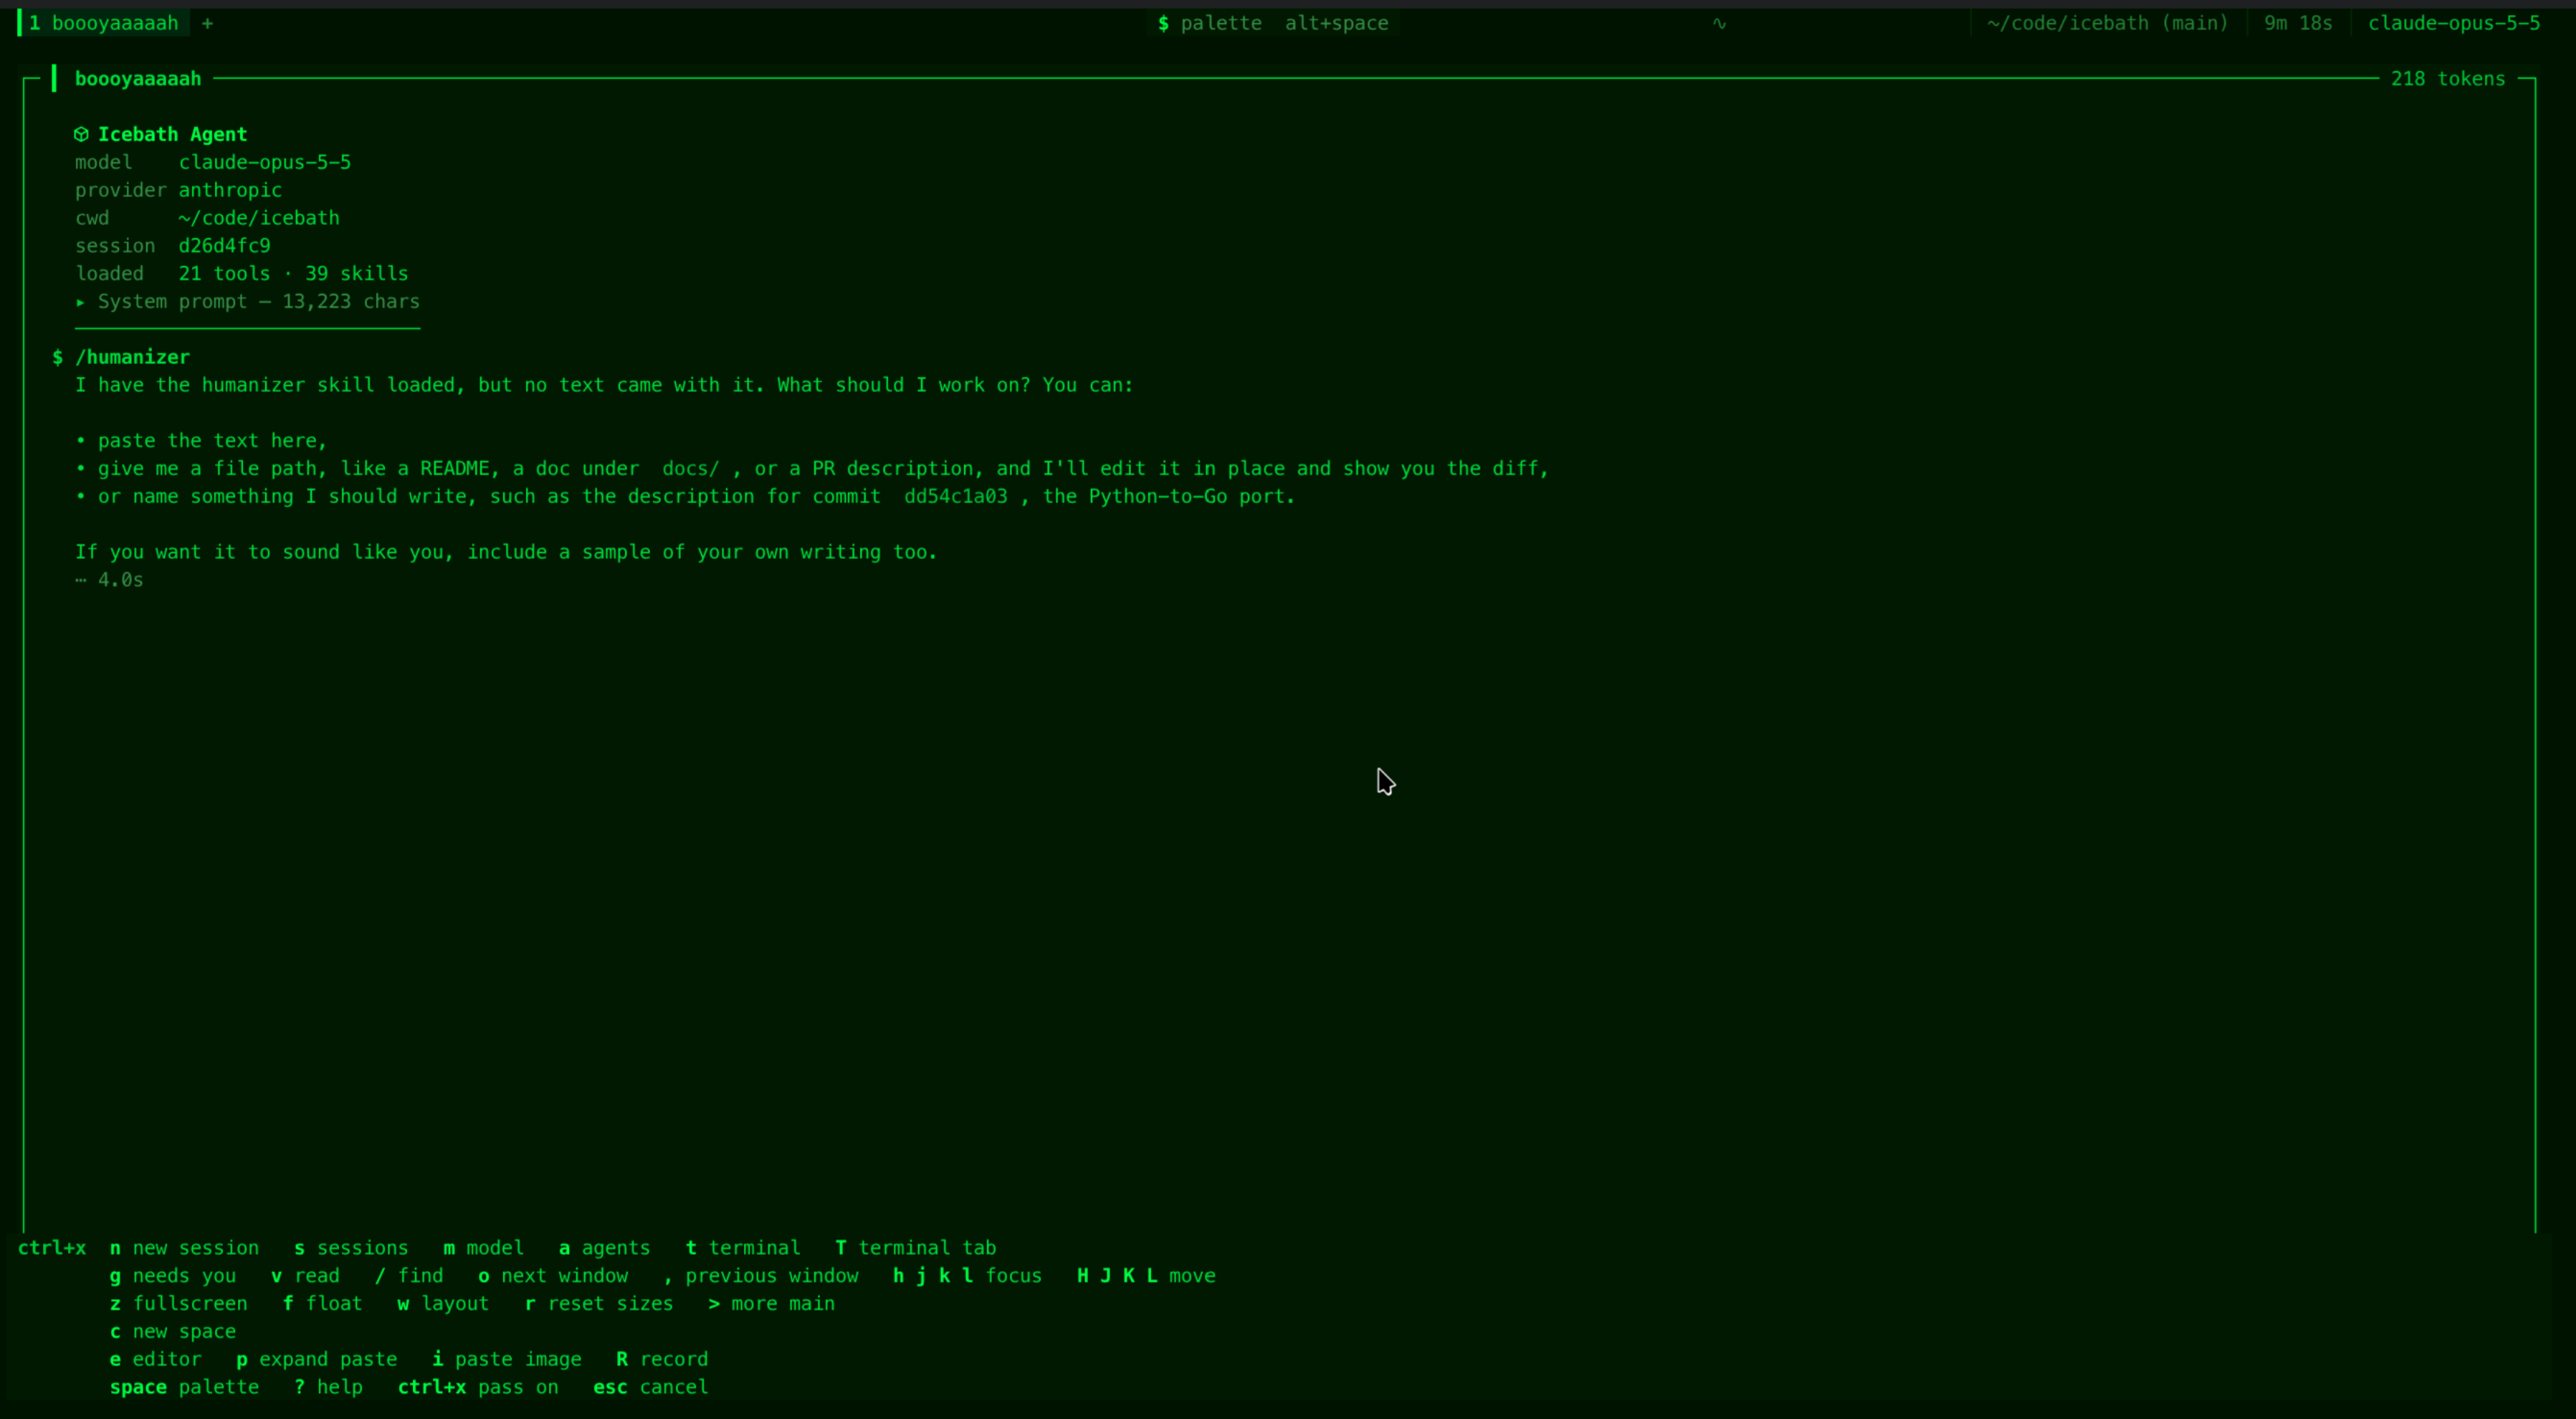 1 boooyaaaaah +
$ palette alt+space
~/code/icebath (main) 9m 18s claude-opus-5-5
boooyaaaaah 218 tokens
Icebath Agent
model claude-opus-5-5
provider anthropic
cwd ~/code/icebath
session d26d4fc9
loaded 21 tools · 39 skills
▸ System prompt — 13,223 chars
$ /humanizer
I have the humanizer skill loaded, but no text came with it. What should I work on? You can:
• paste the text here,
• give me a file path, like a README, a doc under docs/ , or a PR description, and I'll edit it in place and show you the diff,
• or name something I should write, such as the description for commit dd54c1a03 , the Python-to-Go port.
If you want it to sound like you, include a sample of your own writing too.
⋯ 4.0s
ctrl+x n new session s sessions m model a agents t terminal T terminal tab
g needs you v read / find o next window , previous window h j k l focus H J K L move
z fullscreen f float w layout r reset sizes > more main
c new space
e editor p expand paste i paste image R record
space palette ? help ctrl+x pass on esc cancel